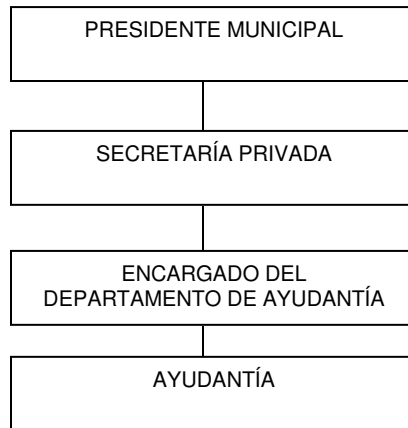 PRESIDENTE MUNICIPAL
SECRETARÍA PRIVADA
ENCARGADO DEL
DEPARTAMENTO DE AYUDANTÍA
AYUDANTÍA